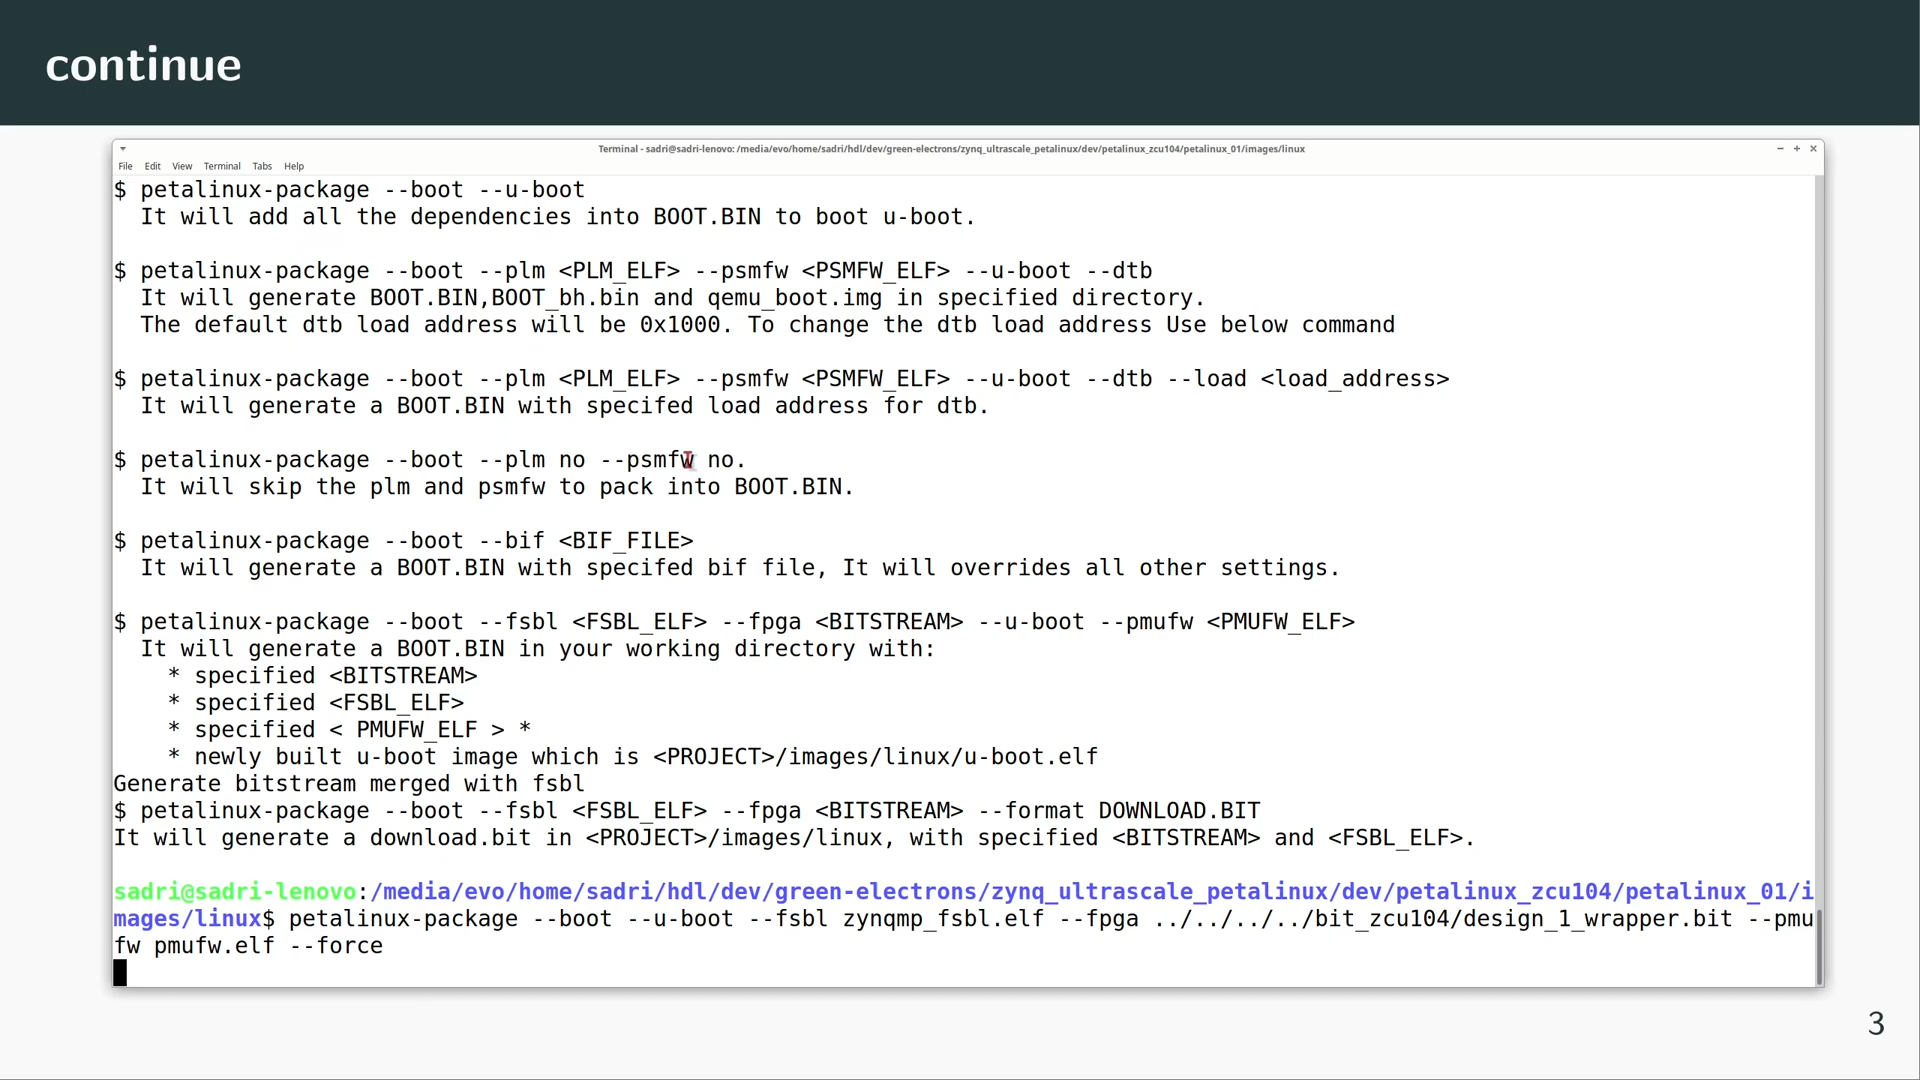 continue
Terminal - sadri@sadri-lenovo: /media/evo/home/sadri/hdl/dev/green-electrons/zynq_ultrascale_petalinux/dev/petalinux_zcu104/petalinux_01/images/linux
File Edit View Terminal Tabs Help
$ petalinux-package --boot --u-boot
It will add all the dependencies into BOOT.BIN to boot u-boot.
$ petalinux-package --boot --plm <PLM_ELF> --psmfw <PSMFW_ELF> --u-boot --dtb
It will generate BOOT.BIN,BOOT_bh.bin and qemu_boot.img in specified directory.
The default dtb load address will be 0x1000. To change the dtb load address Use below command
$ petalinux-package --boot --plm <PLM_ELF> --psmfw <PSMFW_ELF> --u-boot --dtb --load <load_address>
It will generate a BOOT.BIN with specifed load address for dtb.
$ petalinux-package --boot --plm no --psmfw no.
It will skip the plm and psmfw to pack into BOOT.BIN.
$ petalinux-package --boot --bif <BIF_FILE>
It will generate a BOOT.BIN with specifed bif file, It will overrides all other settings.
$ petalinux-package --boot --fsbl <FSBL_ELF> --fpga <BITSTREAM> --u-boot --pmufw <PMUFW_ELF>
It will generate a BOOT.BIN in your working directory with:
* specified <BITSTREAM>
* specified <FSBL_ELF>
* specified < PMUFW_ELF > *
* newly built u-boot image which is <PROJECT>/images/linux/u-boot.elf
Generate bitstream merged with fsbl
$ petalinux-package --boot --fsbl <FSBL_ELF> --fpga <BITSTREAM> --format DOWNLOAD.BIT
It will generate a download.bit in <PROJECT>/images/linux, with specified <BITSTREAM> and <FSBL_ELF>.
sadri@sadri-lenovo:/media/evo/home/sadri/hdl/dev/green-electrons/zynq_ultrascale_petalinux/dev/petalinux_zcu104/petalinux_01/i
mages/linux$ petalinux-package --boot --u-boot --fsbl zynqmp_fsbl.elf --fpga ../../../../bit_zcu104/design_1_wrapper.bit --pmu
fw pmufw.elf --force
3